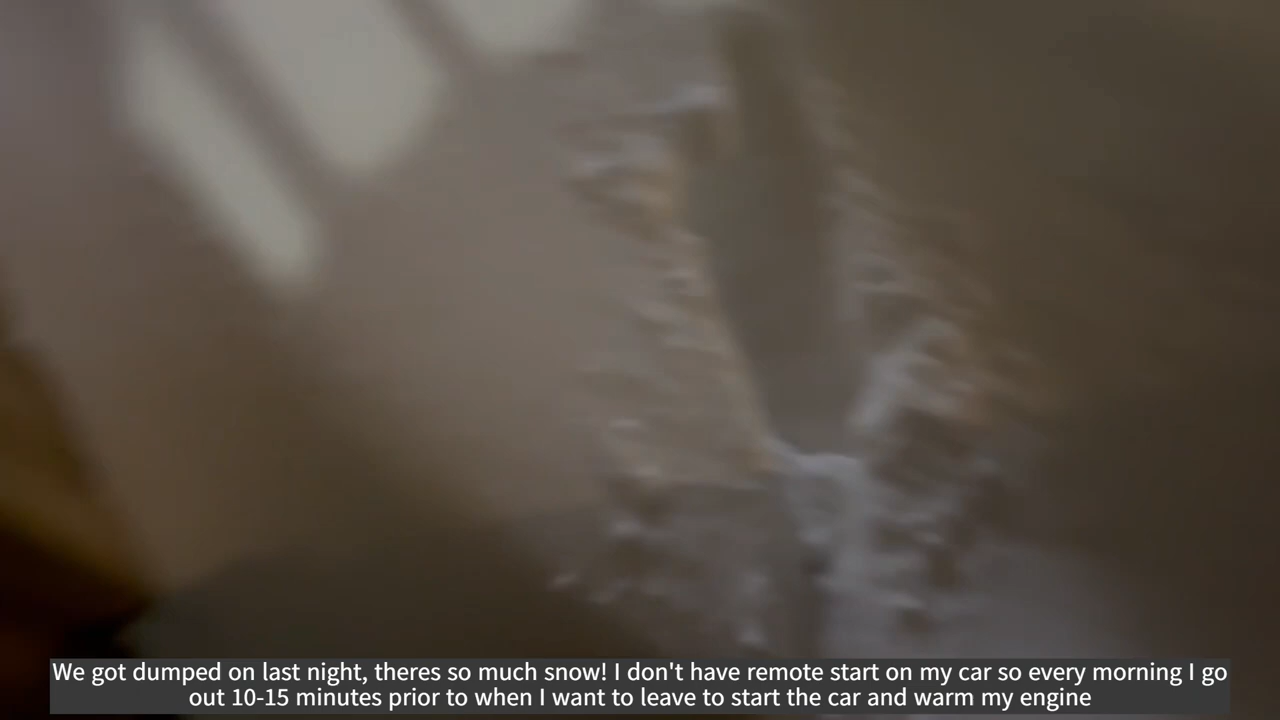 We got dumped on last night, theres so much snow! I don't have remote start on my car so every morning I go
out 10-15 minutes prior to when I want to leave to start the car and warm my engine